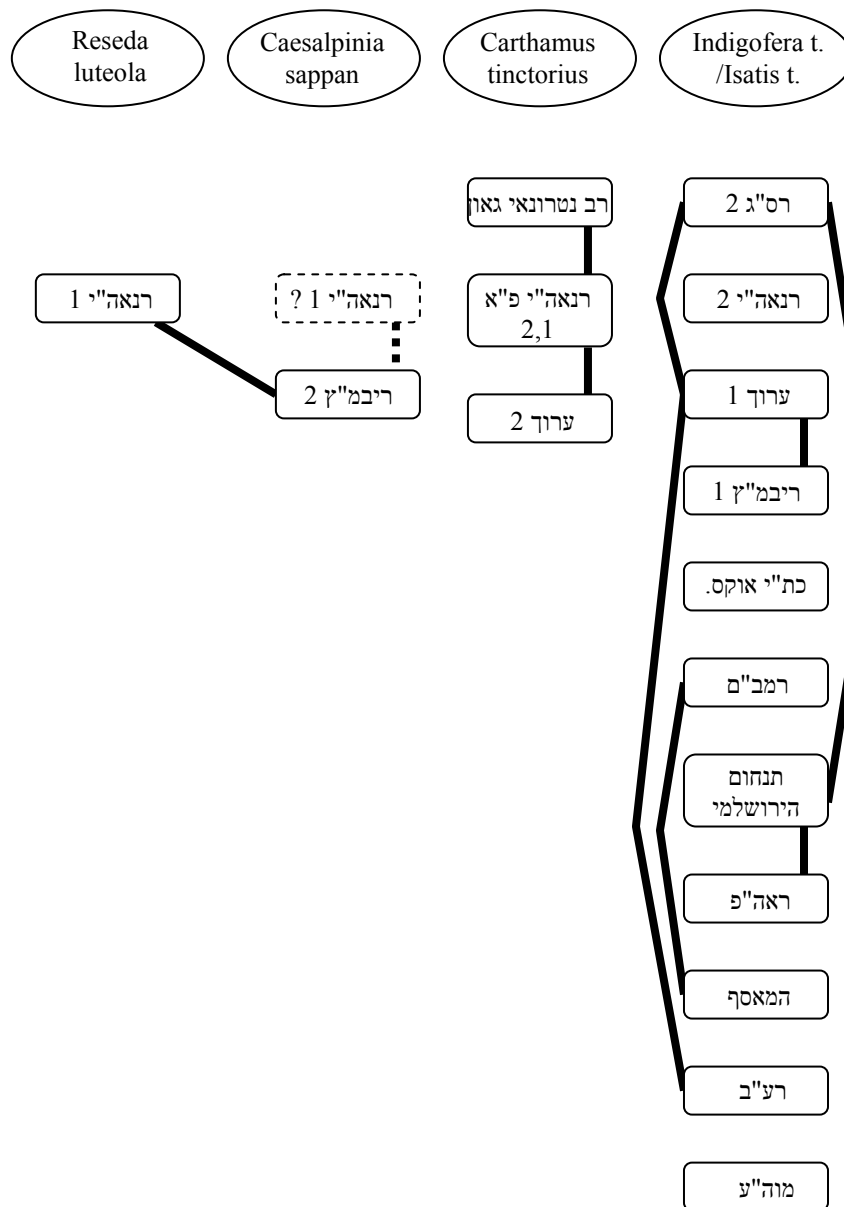 Reseda
luteola
Caesalpinia
sappan
Carthamus
tinctorius
Indigofera t.
/Isatis t.
רב נטרונאי גאון
רס"ג 2
רנאה"י 1
רנאה"י 1 ?
רנאה"י פ"א
2,1
רנאה"י 2
ריבמ"ץ 2
ערוך 2
ערוך 1
ריבמ"ץ 1
כת"י אוקס.
רמב"ם
תנחום
הירושלמי
ראה"פ
המאסף
רע"ב
מוה"ע